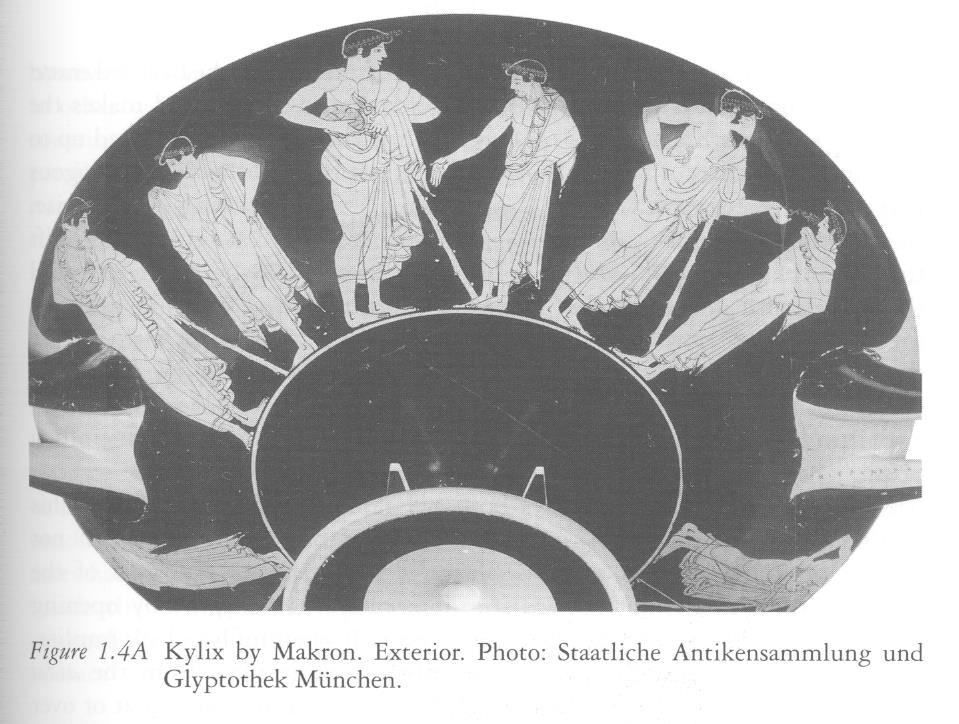 Figure 1.4A Kylix by Makron. Exterior. Photo: Staatliche Antikensammlung und
Glyptothek München.